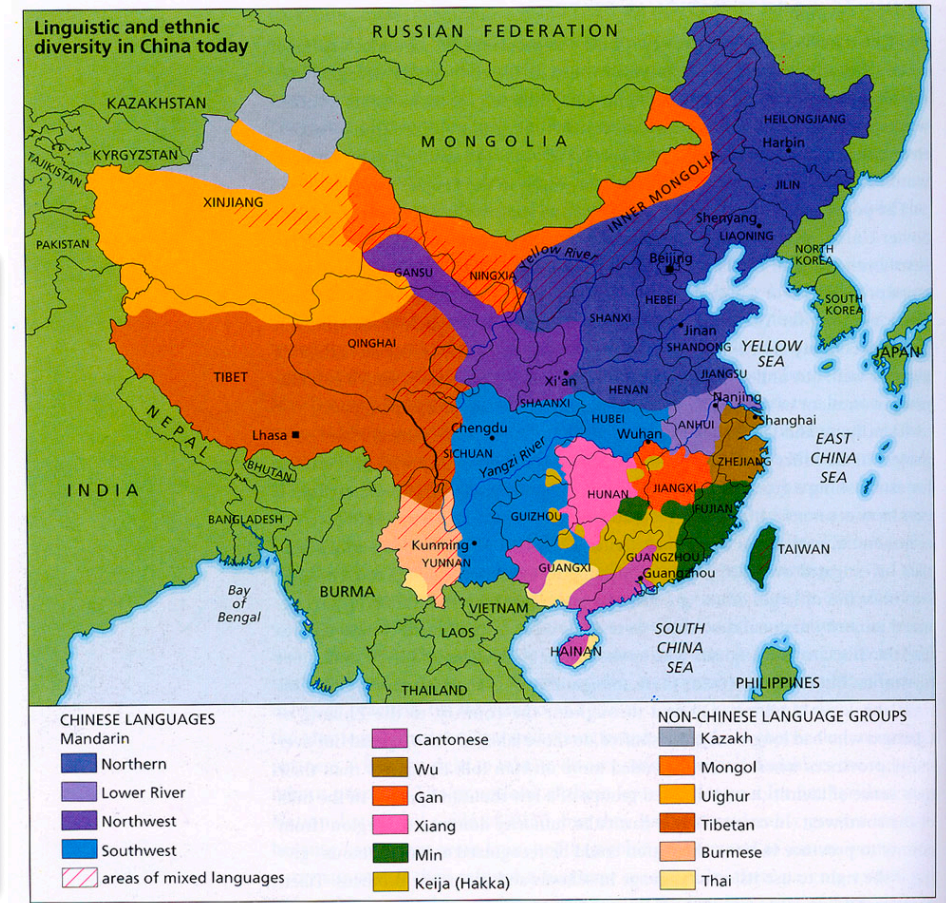 Linguistic and ethnic
diversity in China today
RUSSIAN FEDERATION
KAZAKHSTAN
MONGOLIA
HEILONGJIANG
Harbin
KYRGYZSTAN
TAJIKISTAN
JILIN
XINJIANG
INNER MONGOLIA
Shenyang
LIAONING
PAKISTAN
Yellow River
Beijing
NORTH
KOREA
GANSU
NINGXIA
HEBEI
SOUTH
KOREA
SHANXI
Jinan
SHANDONG
YELLOW
SEA
JAPAN
QINGHAI
TIBET
Xi'an
HENAN
JIANGSU
SHAANXI
Nanjing
NEPAL
Lhasa
Chengdu
HUBEI
ANHUI
Shanghai
Wuhan
SICHUAN
Yangzi River
ZHEJIANG
EAST
CHINA
SEA
BHUTAN
INDIA
HUNAN
JIANGXI
FUJIAN
BANGLADESH
GUIZHOU
Kunming
YUNNAN
GUANGXI
GUANGZHOU
Guangzhou
TAIWAN
Bay
of
Bengal
BURMA
VIETNAM
LAOS
HAINAN
SOUTH
CHINA
SEA
THAILAND
PHILIPPINES
CHINESE LANGUAGES
Mandarin
Northern
Lower River
Northwest
Southwest
areas of mixed languages
Cantonese
Wu
Gan
Xiang
Min
Keija (Hakka)
NON-CHINESE LANGUAGE GROUPS
Kazakh
Mongol
Uighur
Tibetan
Burmese
Thai